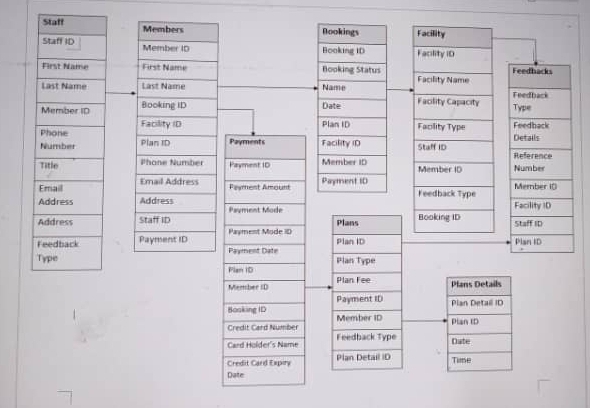 Staff
Staff ID
First Name
Last Name
Member ID
Phone
Number
Title
Email
Address
Address
Feedback
Type
Members
Member ID
First Name
Last Name
Booking ID
Facility ID
Plan ID
Phone Number
Email Address
Address
Staff ID
Payment ID
Payments
Payment ID
Payment Amount
Payment Mode
Payment Mode ID
Payment Date
Plan ID
Member ID
Booking ID
Credit Card Number
Card Holder's Name
Credit Card Expiry
Date
Bookings
Booking ID
Booking Status
Name
Date
Plan ID
Facility ID
Member ID
Payment ID
Plans
Plan ID
Plan Type
Plan Fee
Payment ID
Member ID
Feedback Type
Plan Detail ID
Facility
Facility ID
Facility Name
Facility Capacity
Facility Type
Staff ID
Member ID
Feedback Type
Booking ID
Feedbacks
Feedback
Type
Feedback
Details
Reference
Number
Member ID
Facility ID
Staff ID
Plan ID
Plans Details
Plan Detail ID
Plan ID
Date
Time